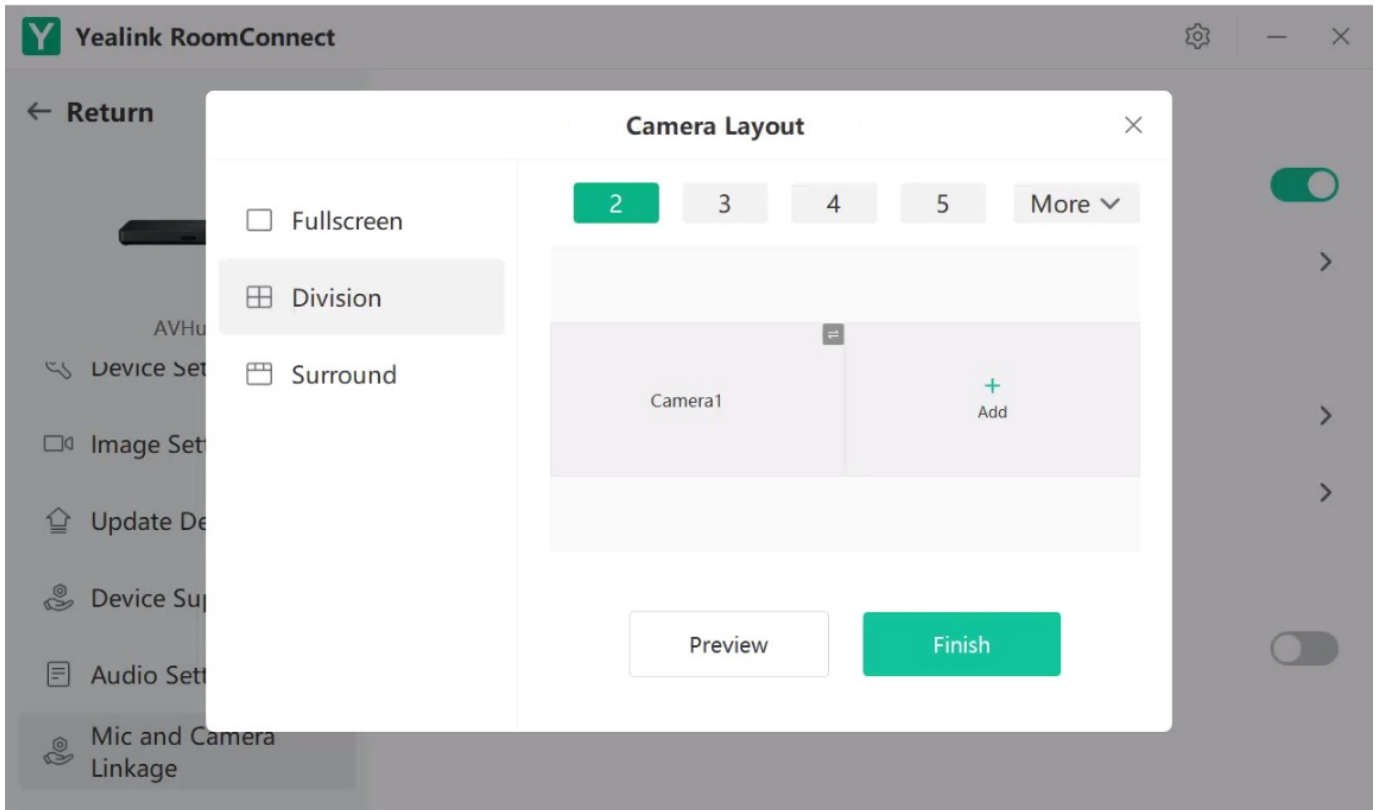 Yealink RoomConnect
Return
Camera Layout
2 3 4 5 More
Fullscreen
Division
Surround
Camera1
Add
Preview Finish
AVHu
Device Set
Image Set
Update De
Device Su
Audio Sett
Mic and Camera
Linkage